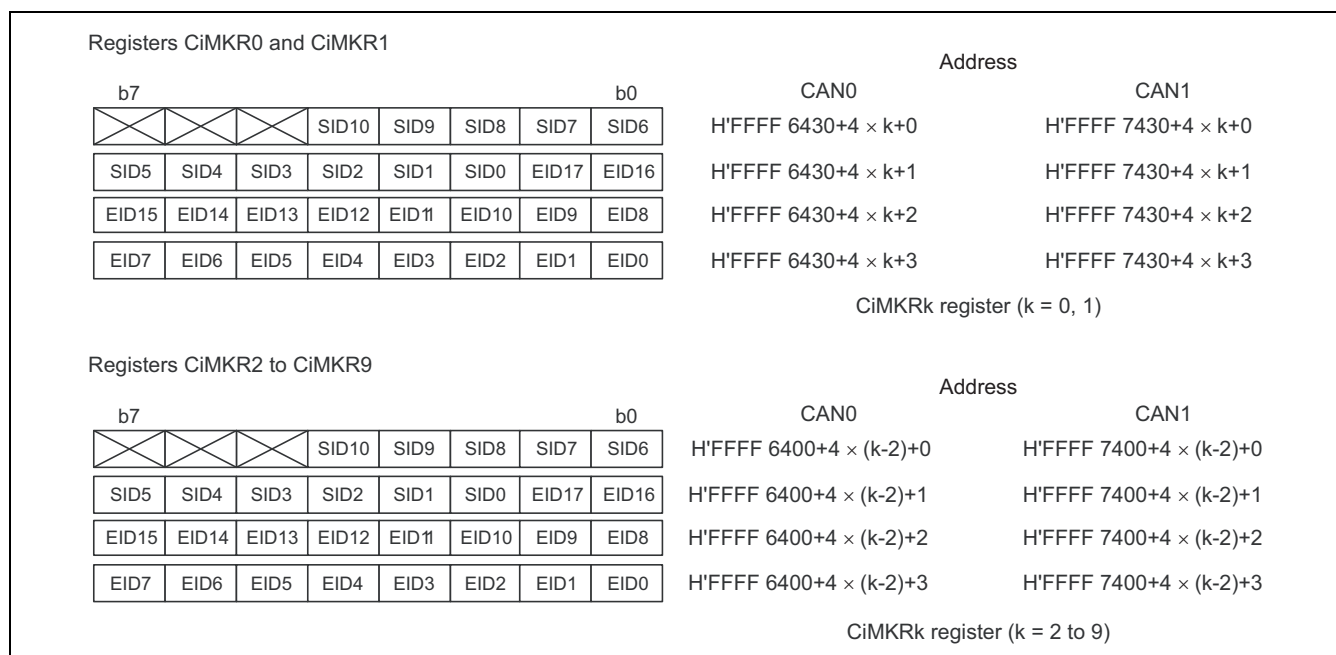 Registers CiMKR0 and CiMKR1
Address
b7 b0 CAN0 CAN1
SID10 SID9 SID8 SID7 SID6 H'FFFF 6430+4 × k+0 H'FFFF 7430+4 × k+0
SID5 SID4 SID3 SID2 SID1 SID0 EID17 EID16 H'FFFF 6430+4 × k+1 H'FFFF 7430+4 × k+1
EID15 EID14 EID13 EID12 EID11 EID10 EID9 EID8 H'FFFF 6430+4 × k+2 H'FFFF 7430+4 × k+2
EID7 EID6 EID5 EID4 EID3 EID2 EID1 EID0 H'FFFF 6430+4 × k+3 H'FFFF 7430+4 × k+3
CiMKRk register (k = 0, 1)
Registers CiMKR2 to CiMKR9
Address
b7 b0 CAN0 CAN1
SID10 SID9 SID8 SID7 SID6 H'FFFF 6400+4 × (k-2)+0 H'FFFF 7400+4 × (k-2)+0
SID5 SID4 SID3 SID2 SID1 SID0 EID17 EID16 H'FFFF 6400+4 × (k-2)+1 H'FFFF 7400+4 × (k-2)+1
EID15 EID14 EID13 EID12 EID11 EID10 EID9 EID8 H'FFFF 6400+4 × (k-2)+2 H'FFFF 7400+4 × (k-2)+2
EID7 EID6 EID5 EID4 EID3 EID2 EID1 EID0 H'FFFF 6400+4 × (k-2)+3 H'FFFF 7400+4 × (k-2)+3
CiMKRk register (k = 2 to 9)